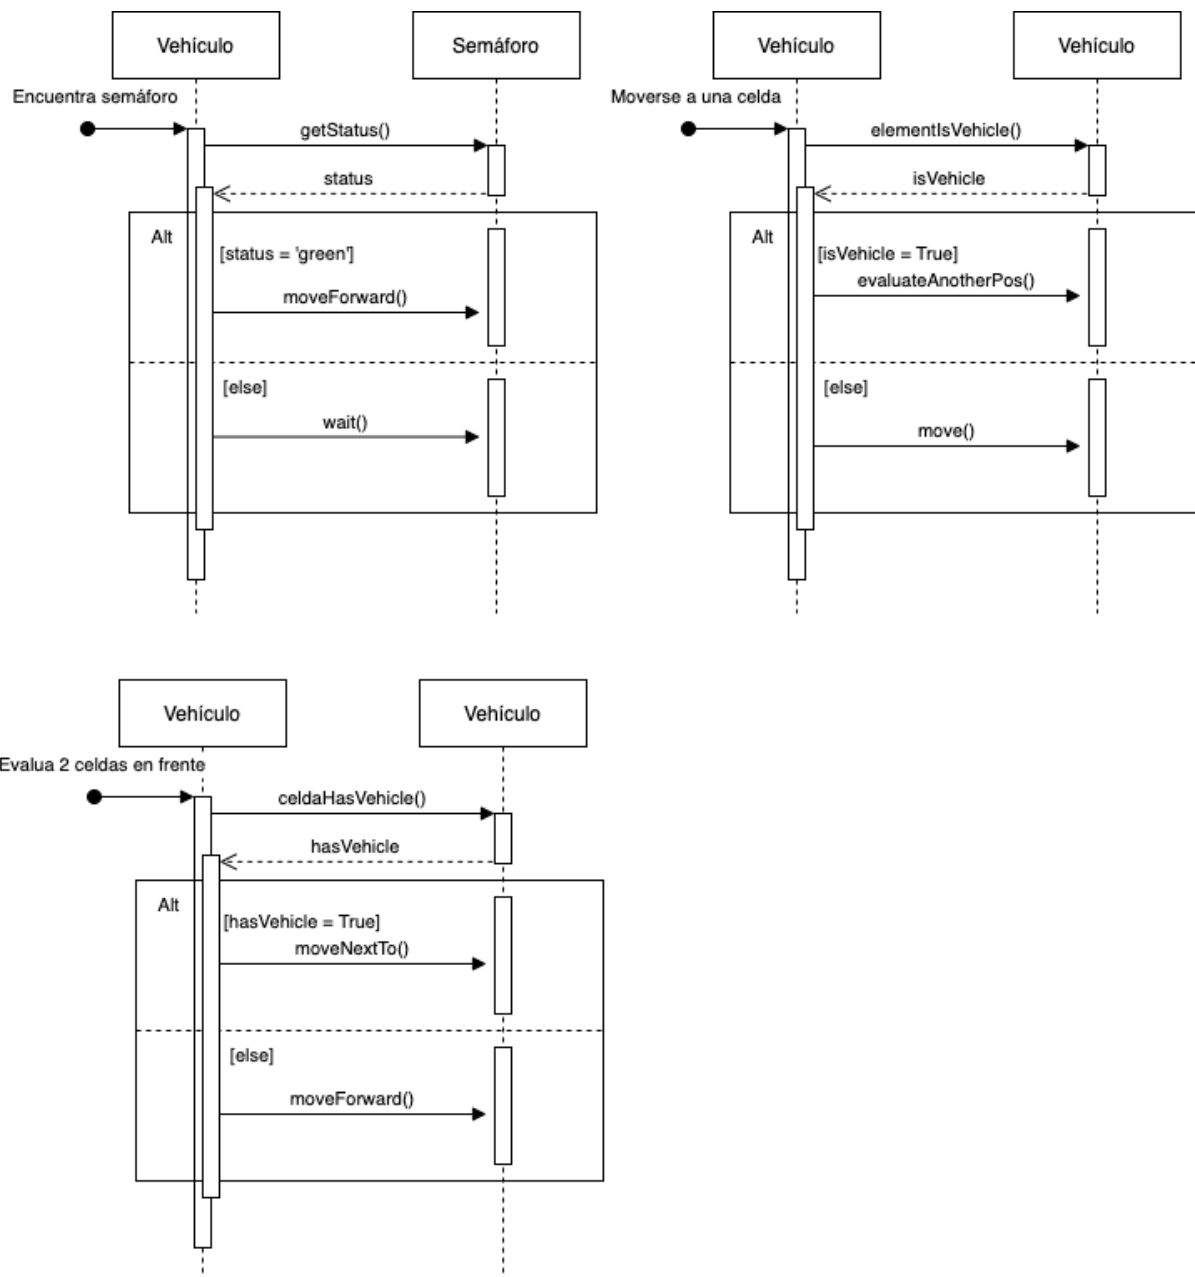 Vehículo
Semáforo
Encuentra semáforo
getStatus()
status
Alt
[status = 'green']
moveForward()
[else]
wait()
Vehículo
Vehículo
Moverse a una celda
elementIsVehicle()
isVehicle
Alt
[isVehicle = True]
evaluateAnotherPos()
[else]
move()
Vehículo
Vehículo
Evalua 2 celdas en frente
celdaHasVehicle()
hasVehicle
Alt
[hasVehicle = True]
moveNextTo()
[else]
moveForward()